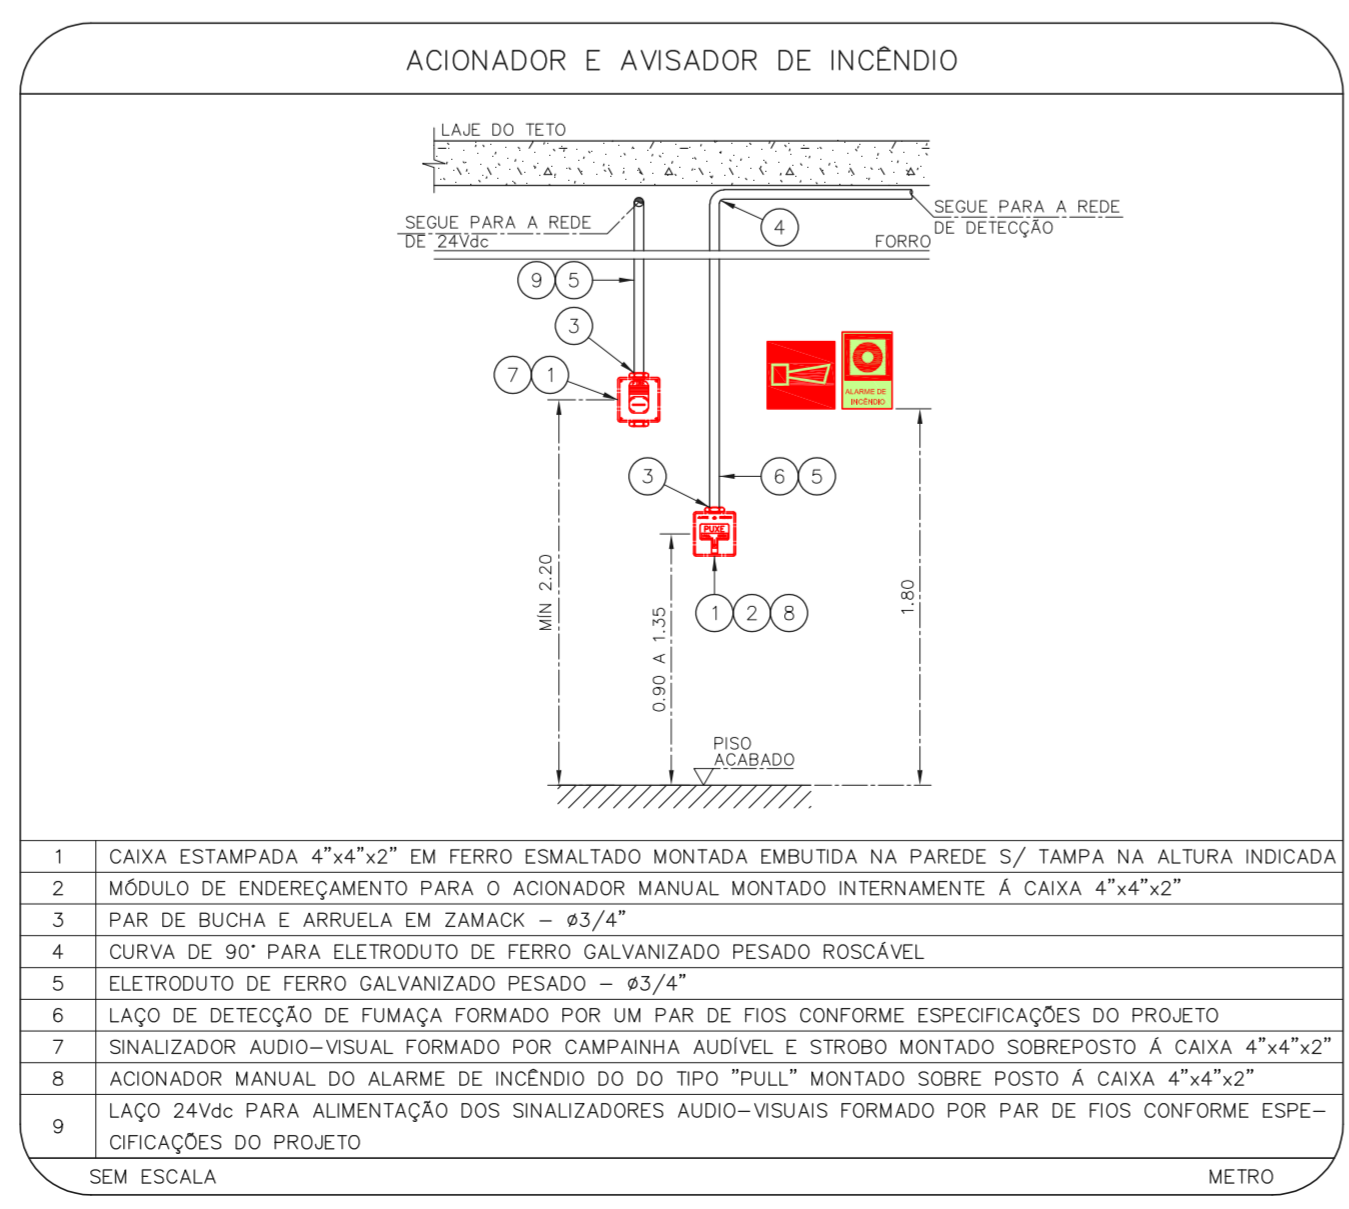 ACIONADOR E AVISADOR DE INCÊNDIO
LAJE DO TETO
SEGUE PARA A REDE
DE 24Vdc
SEGUE PARA A REDE
DE DETECÇÃO
4
FORRO
9 5
3
7 1
ALARME DE
INCÊNDIO
3
6 5
PUXE
MÍN 2.20
0.90 A 1.35
1.80
1 2 8
PISO
ACABADO
1 CAIXA ESTAMPADA 4”x4”x2” EM FERRO ESMALTADO MONTADA EMBUTIDA NA PAREDE S/ TAMPA NA ALTURA INDICADA
2 MÓDULO DE ENDEREÇAMENTO PARA O ACIONADOR MANUAL MONTADO INTERNAMENTE Á CAIXA 4”x4”x2”
3 PAR DE BUCHA E ARRUELA EM ZAMACK – ø3/4”
4 CURVA DE 90° PARA ELETRODUTO DE FERRO GALVANIZADO PESADO ROSCÁVEL
5 ELETRODUTO DE FERRO GALVANIZADO PESADO – ø3/4”
6 LAÇO DE DETECÇÃO DE FUMAÇA FORMADO POR UM PAR DE FIOS CONFORME ESPECIFICAÇÕES DO PROJETO
7 SINALIZADOR AUDIO–VISUAL FORMADO POR CAMPAINHA AUDÍVEL E STROBO MONTADO SOBREPOSTO Á CAIXA 4”x4”x2”
8 ACIONADOR MANUAL DO ALARME DE INCÊNDIO DO DO TIPO "PULL" MONTADO SOBRE POSTO Á CAIXA 4”x4”x2”
9 LAÇO 24Vdc PARA ALIMENTAÇÃO DOS SINALIZADORES AUDIO–VISUAIS FORMADO POR PAR DE FIOS CONFORME ESPE–
CIFICAÇÕES DO PROJETO
SEM ESCALA
METRO